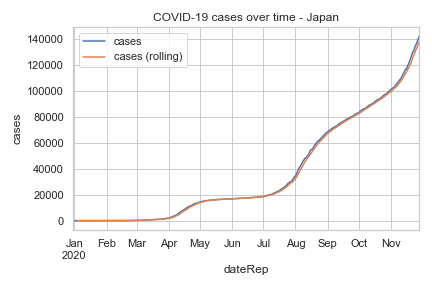 COVID-19 cases over time - Japan
cases
cases (rolling)
140000
120000
100000
80000
60000
40000
20000
0
cases
Jan Feb Mar Apr May Jun Jul Aug Sep Oct Nov
2020
dateRep